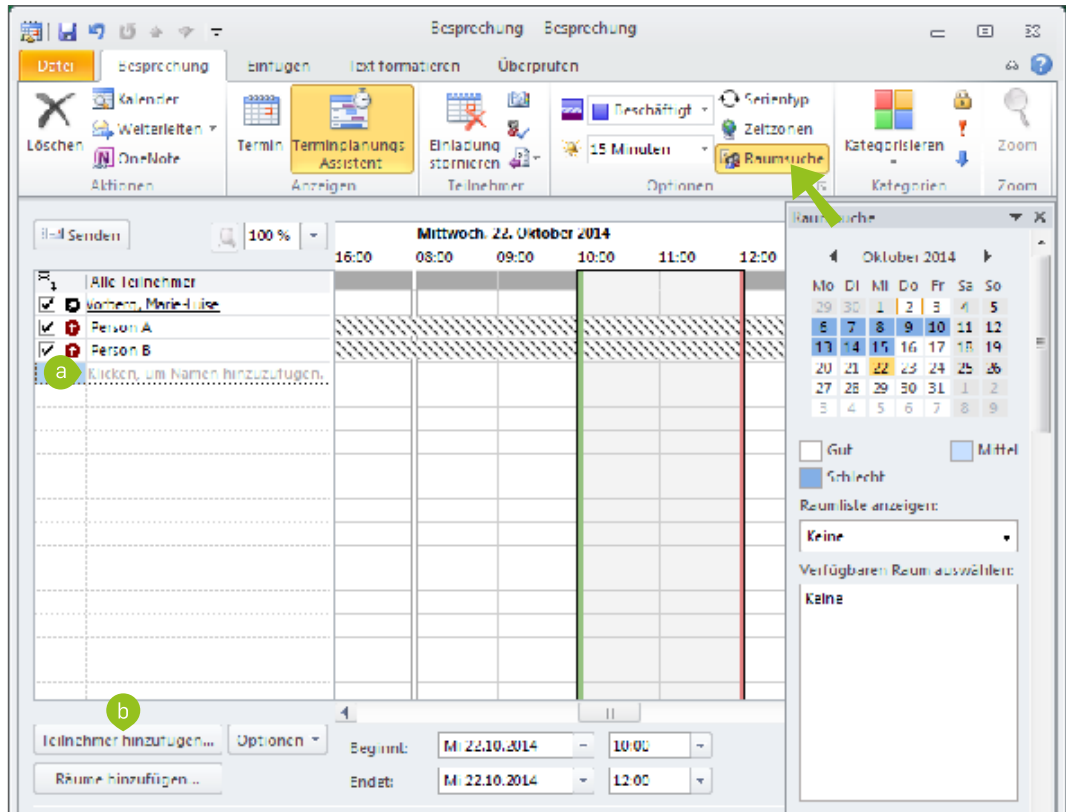 Besprechung Besprechung
Datei Besprechung Einfügen Text formatieren Überprüfen
Löschen
Kalender
Weiterleiten
OneNote
Aktionen
Termin
Terminplanungs
Assistent
Anzeigen
Einladung
stornieren
Teilnehmer
Beschäftigt
15 Minuten
Serientyp
Zeitzonen
Raumsuche
Optionen
Kategorisieren
Kategorien
Zoom
Zoom
Senden
100 %
Mittwoch, 22. Oktober 2014
16:00 08:00 09:00 10:00 11:00 12:00
Alle Teilnehmer
Marie-Luise
Person A
Person B
a
Klicken, um Namen hinzuzufügen.
b
Teilnehmer hinzufügen... Optionen
Räume hinzufügen...
Beginnt: Mi 22.10.2014 10:00
Endet: Mi 22.10.2014 12:00
Raumsuche
Oktober 2014
Mo Di Mi Do Fr Sa So
29 30 1 2 3 4 5
6 7 8 9 10 11 12
13 14 15 16 17 18 19
20 21 22 23 24 25 26
27 28 29 30 31 1 2
3 4 5 6 7 8 9
Gut Mittel
Schlecht
Raumliste anzeigen:
Keine
Verfügbaren Raum auswählen:
Keine